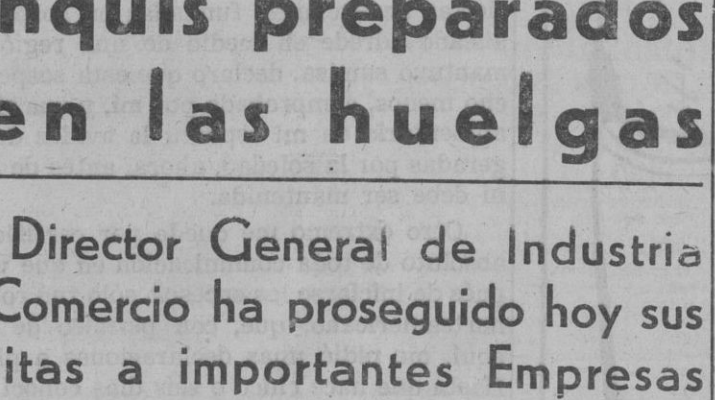 nquis preparados
en las huelgas
Director General de Industria
Comercio ha proseguido hoy sus
itas a importantes Empresas